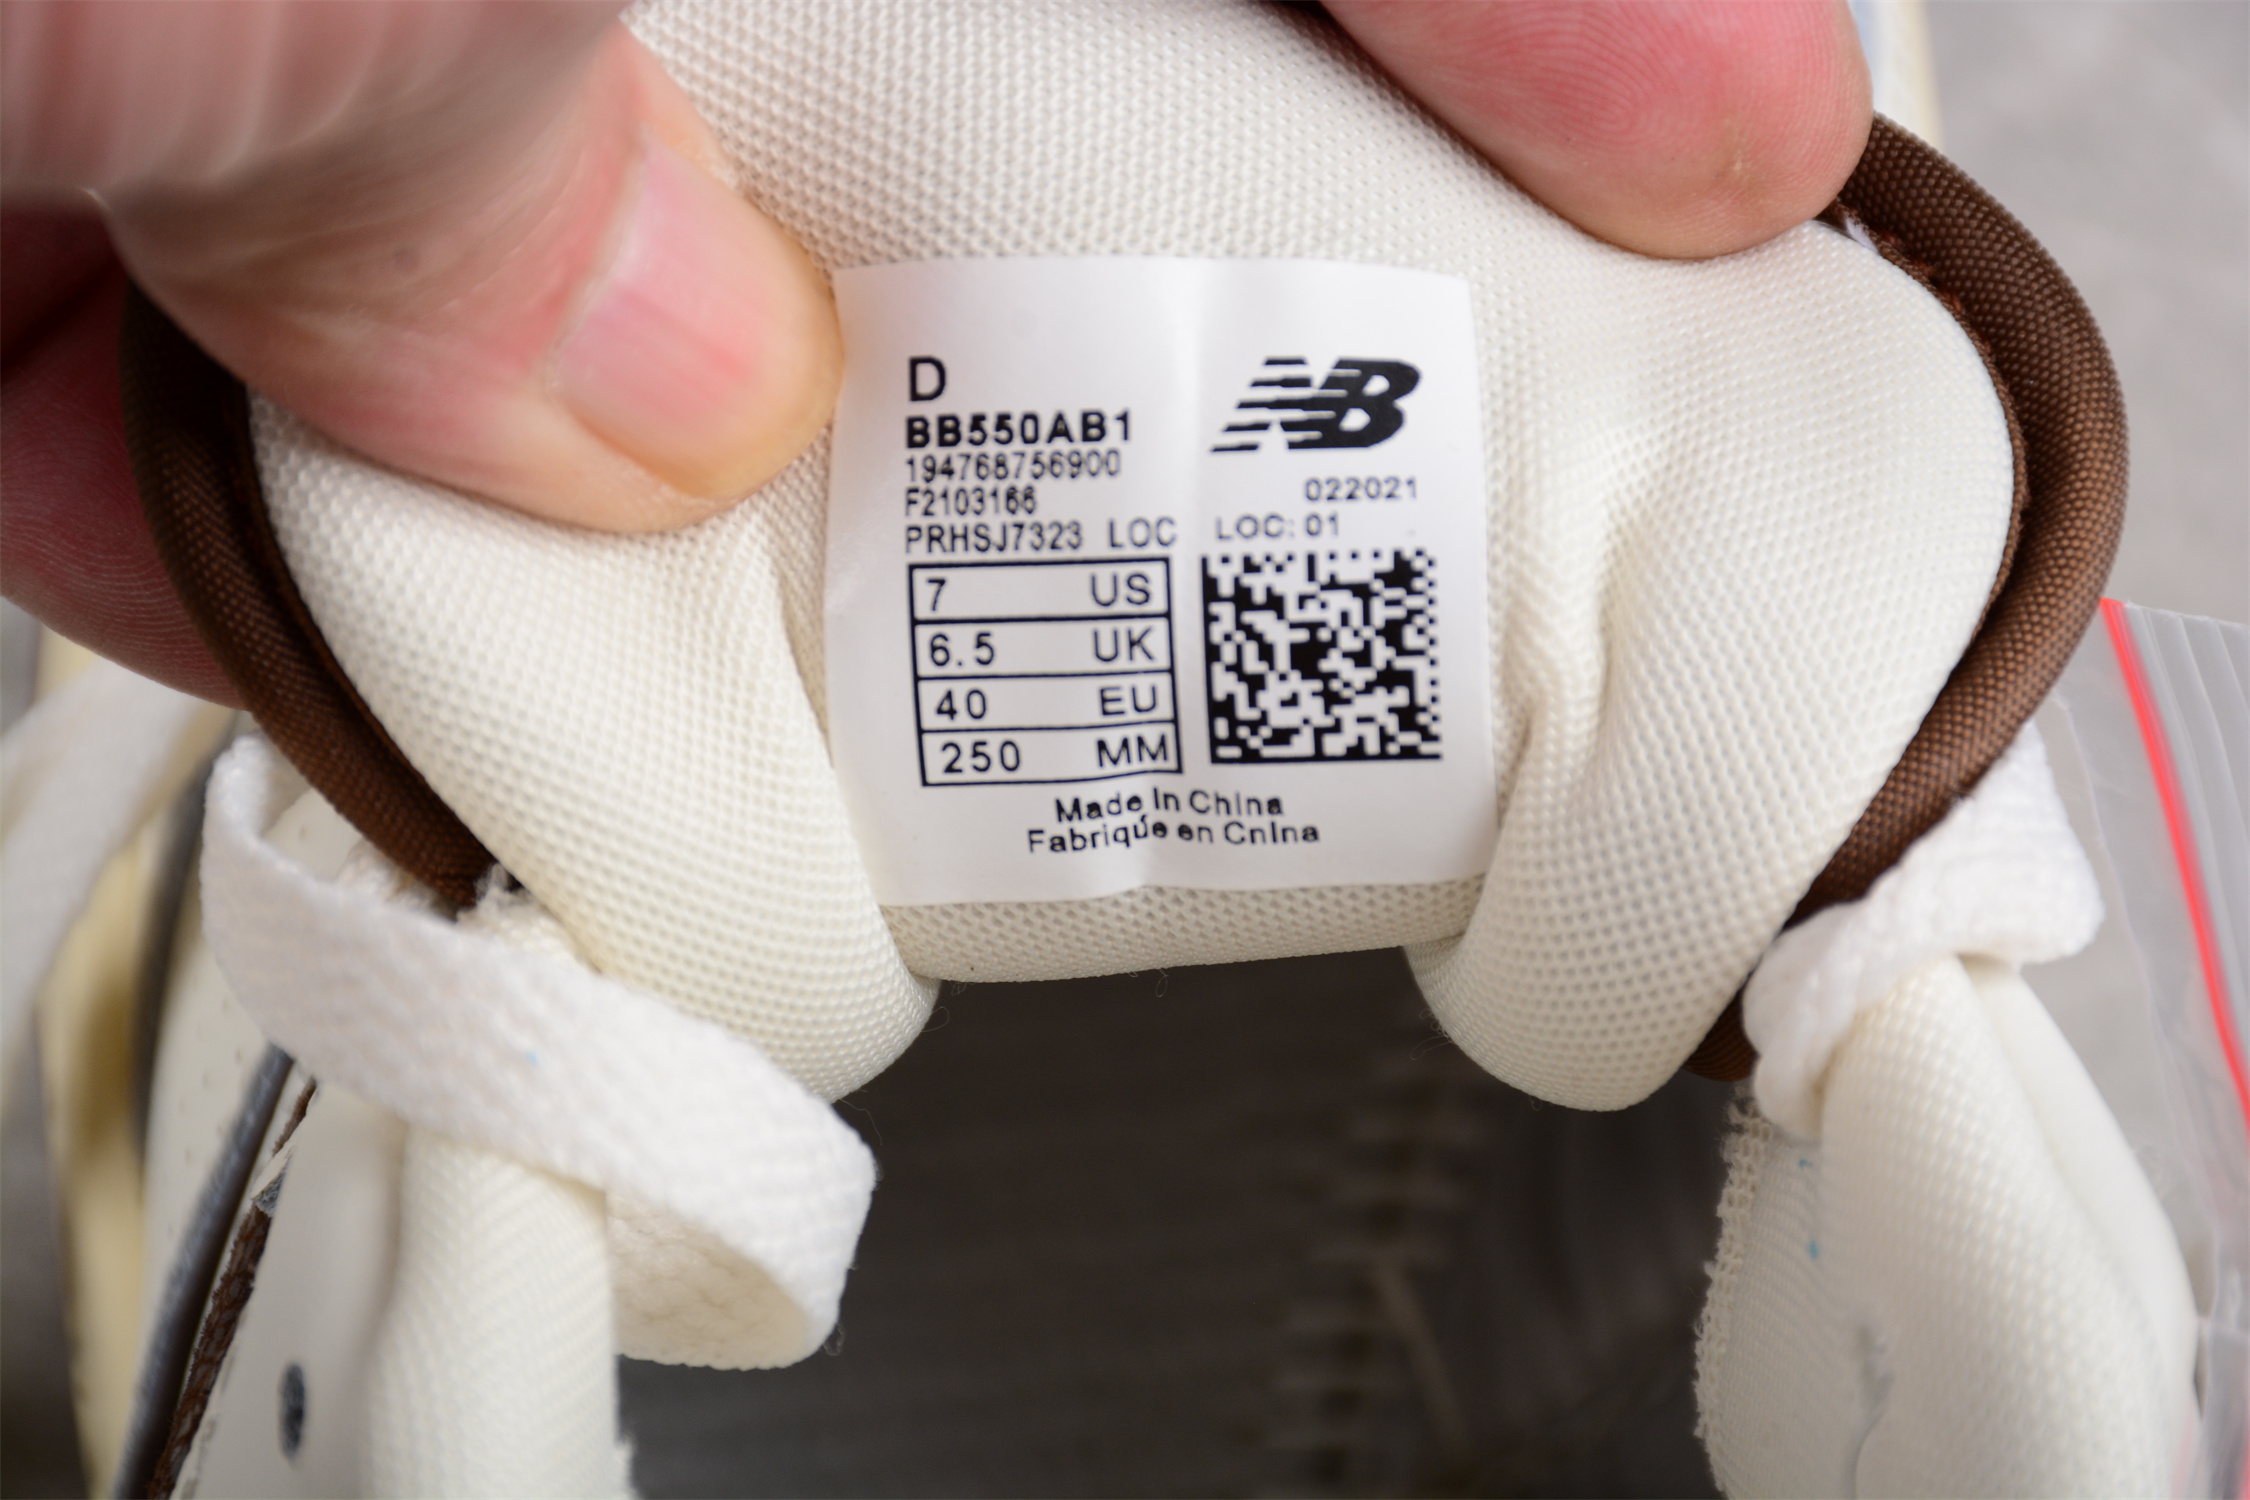 D
NB
BB550AB1
194768756900
F2103166
022021
PRHSJ7323 LOC LOC: 01
7 US
6.5 UK
40 EU
250 MM
Made In China
Fabriqúe en CnIna